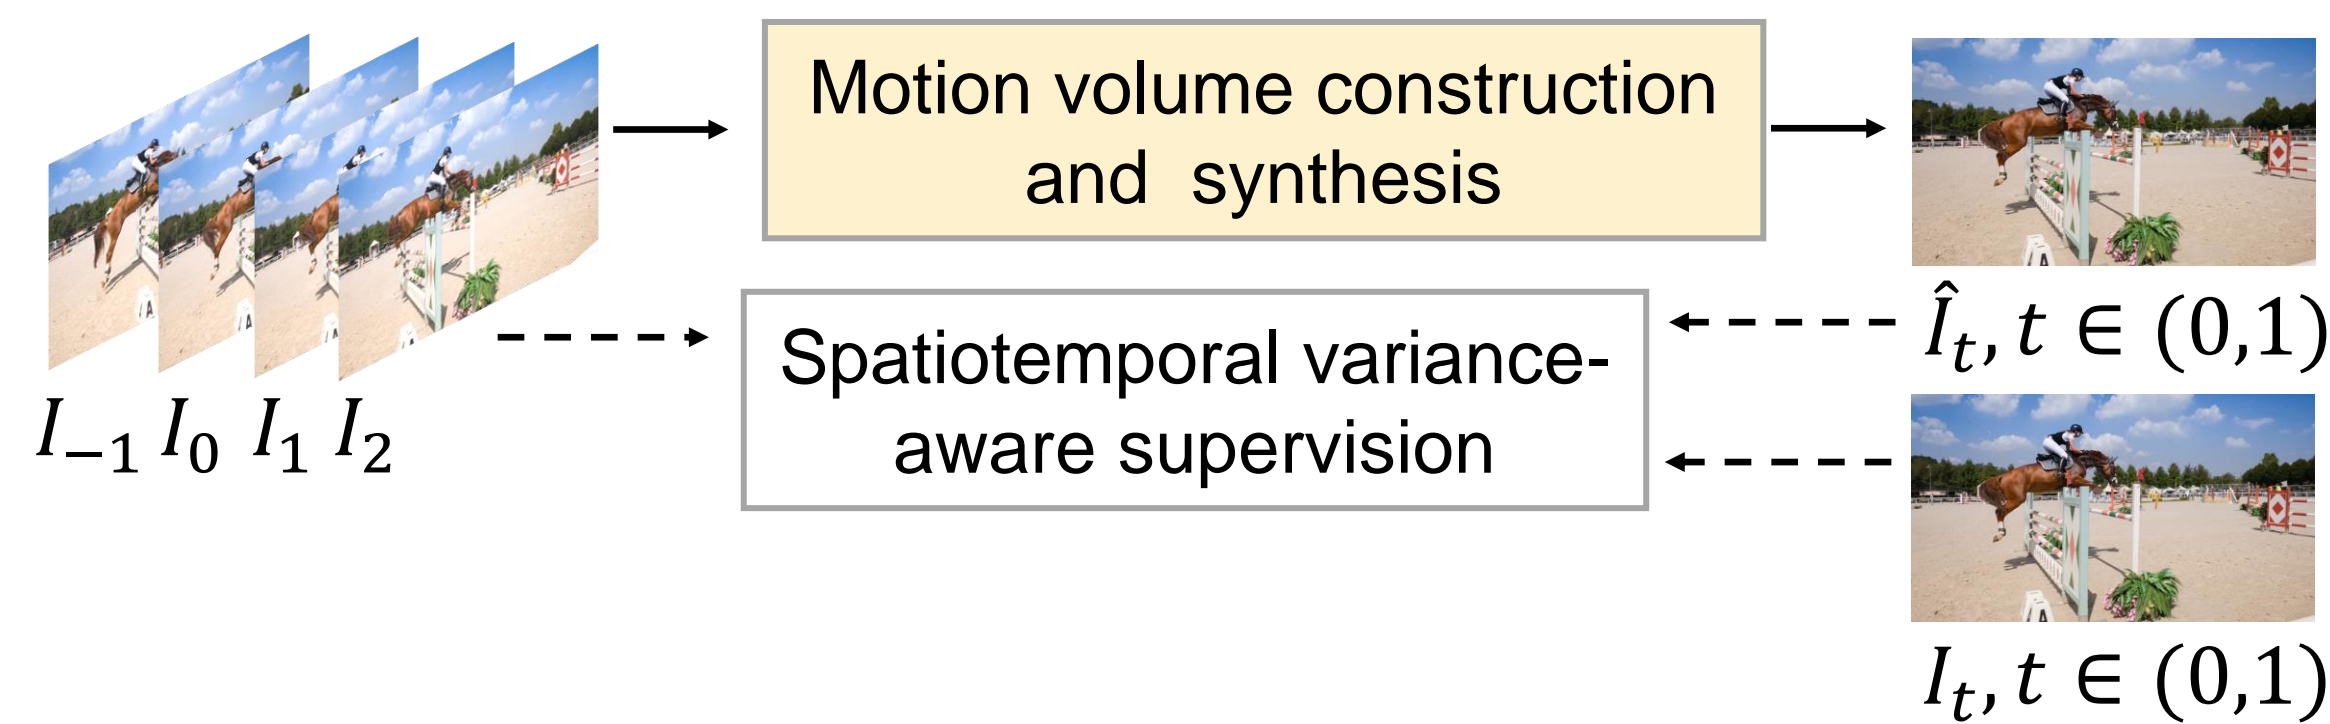 Motion volume construction
and synthesis
Î_t, t ∈ (0,1)
Spatiotemporal variance-
aware supervision
I_{-1} I_0 I_1 I_2
I_t, t ∈ (0,1)